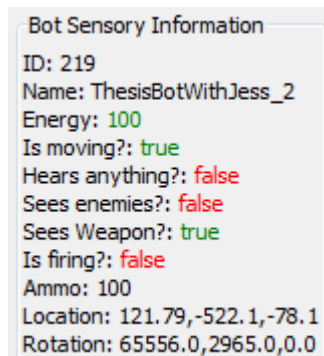 Bot Sensory Information
ID: 219
Name: ThesisBotWithJess_2
Energy: 100
Is moving?: true
Hears anything?: false
Sees enemies?: false
Sees Weapon?: true
Is firing?: false
Ammo: 100
Location: 121.79,-522.1,-78.1
Rotation: 65556.0,2965.0,0.0